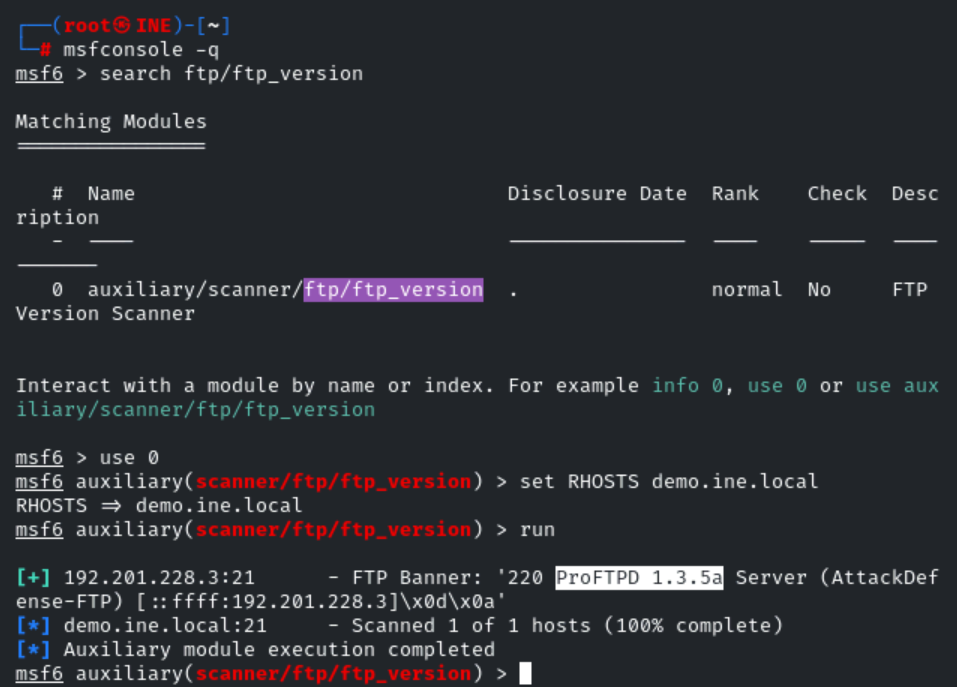 ┌──(root㉿INE)-[~]
└─# msfconsole -q
msf6 > search ftp/ftp_version
Matching Modules
================
# Name Disclosure Date Rank Check Desc
ription
- ---- --------------- ---- ----- ----
-------
0 auxiliary/scanner/ftp/ftp_version . normal No FTP
Version Scanner
Interact with a module by name or index. For example info 0, use 0 or use aux
iliary/scanner/ftp/ftp_version
msf6 > use 0
msf6 auxiliary(scanner/ftp/ftp_version) > set RHOSTS demo.ine.local
RHOSTS => demo.ine.local
msf6 auxiliary(scanner/ftp/ftp_version) > run
[+] 192.201.228.3:21 - FTP Banner: '220 ProFTPD 1.3.5a Server (AttackDef
ense-FTP) [::ffff:192.201.228.3]\x0d\x0a'
[*] demo.ine.local:21 - Scanned 1 of 1 hosts (100% complete)
[*] Auxiliary module execution completed
msf6 auxiliary(scanner/ftp/ftp_version) >